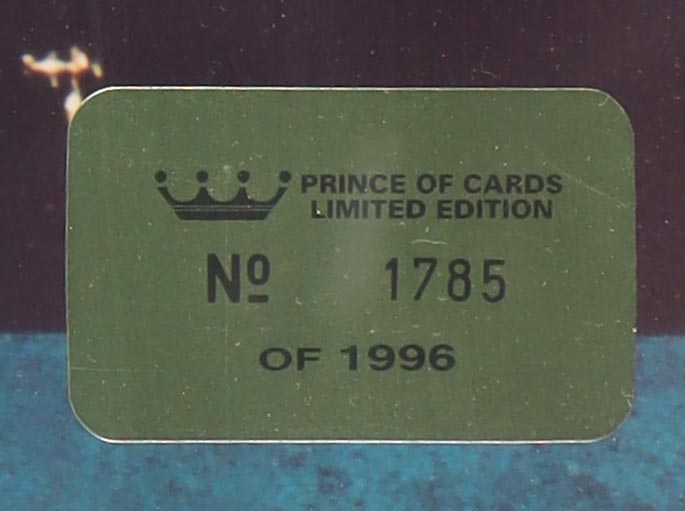 PRINCE OF CARDS
LIMITED EDITION
Nº 1785
OF 1996